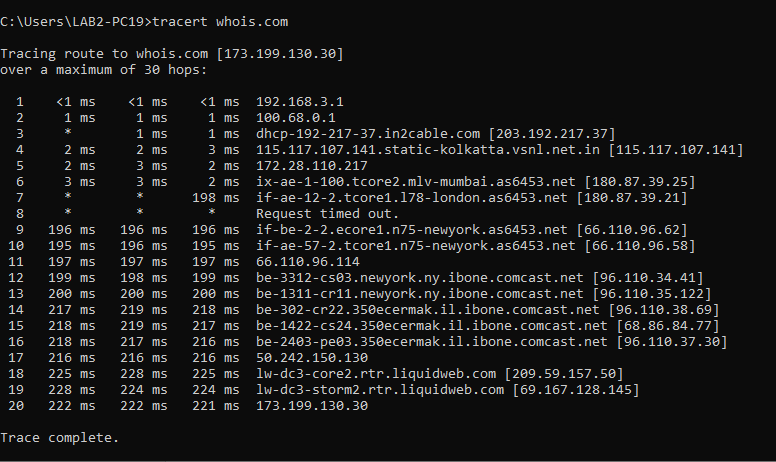 C:\Users\LAB2-PC19>tracert whois.com
Tracing route to whois.com [173.199.130.30]
over a maximum of 30 hops:
1 <1 ms <1 ms <1 ms 192.168.3.1
2 1 ms 1 ms 1 ms 100.68.0.1
3 * 1 ms 1 ms dhcp-192-217-37.in2cable.com [203.192.217.37]
4 2 ms 2 ms 3 ms 115.117.107.141.static-kolkatta.vsnl.net.in [115.117.107.141]
5 2 ms 3 ms 2 ms 172.28.110.217
6 3 ms 3 ms 2 ms ix-ae-1-100.tcore2.mlv-mumbai.as6453.net [180.87.39.25]
7 * * 198 ms if-ae-12-2.tcore1.l78-london.as6453.net [180.87.39.21]
8 * * * Request timed out.
9 196 ms 196 ms 196 ms if-be-2-2.ecore1.n75-newyork.as6453.net [66.110.96.62]
10 195 ms 196 ms 195 ms if-ae-57-2.tcore1.n75-newyork.as6453.net [66.110.96.58]
11 197 ms 197 ms 197 ms 66.110.96.114
12 199 ms 198 ms 199 ms be-3312-cs03.newyork.ny.ibone.comcast.net [96.110.34.41]
13 200 ms 200 ms 200 ms be-1311-cr11.newyork.ny.ibone.comcast.net [96.110.35.122]
14 217 ms 219 ms 218 ms be-302-cr22.350ecermak.il.ibone.comcast.net [96.110.38.69]
15 218 ms 219 ms 217 ms be-1422-cs24.350ecermak.il.ibone.comcast.net [68.86.84.77]
16 218 ms 217 ms 216 ms be-2403-pe03.350ecermak.il.ibone.comcast.net [96.110.37.30]
17 216 ms 216 ms 216 ms 50.242.150.130
18 225 ms 228 ms 225 ms lw-dc3-core2.rtr.liquidweb.com [209.59.157.50]
19 228 ms 224 ms 224 ms lw-dc3-storm2.rtr.liquidweb.com [69.167.128.145]
20 222 ms 222 ms 221 ms 173.199.130.30
Trace complete.